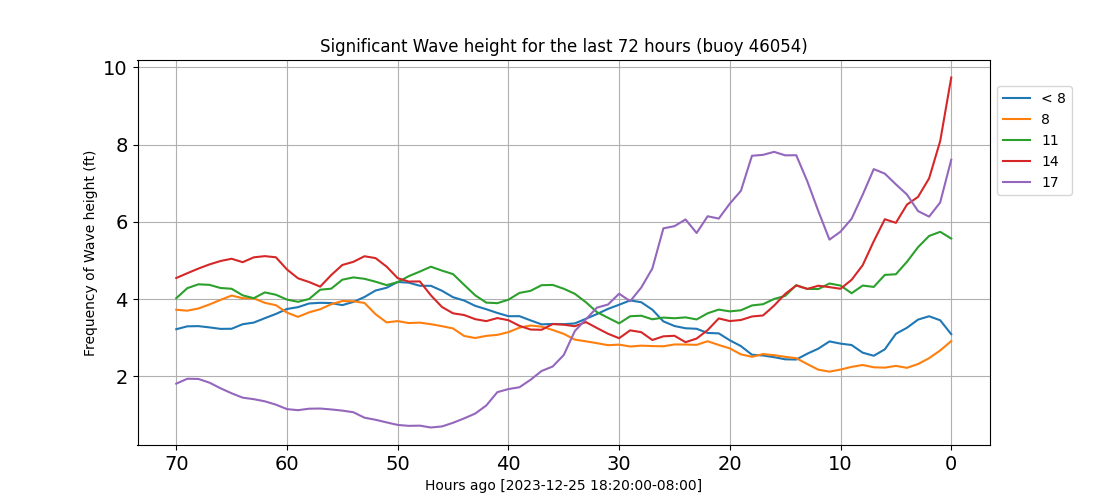 Significant Wave height for the last 72 hours (buoy 46054)
Frequency of Wave height (ft)
10
8
6
4
2
70 60 50 40 30 20 10 0
Hours ago [2023-12-25 18:20:00-08:00]
< 8
8
11
14
17